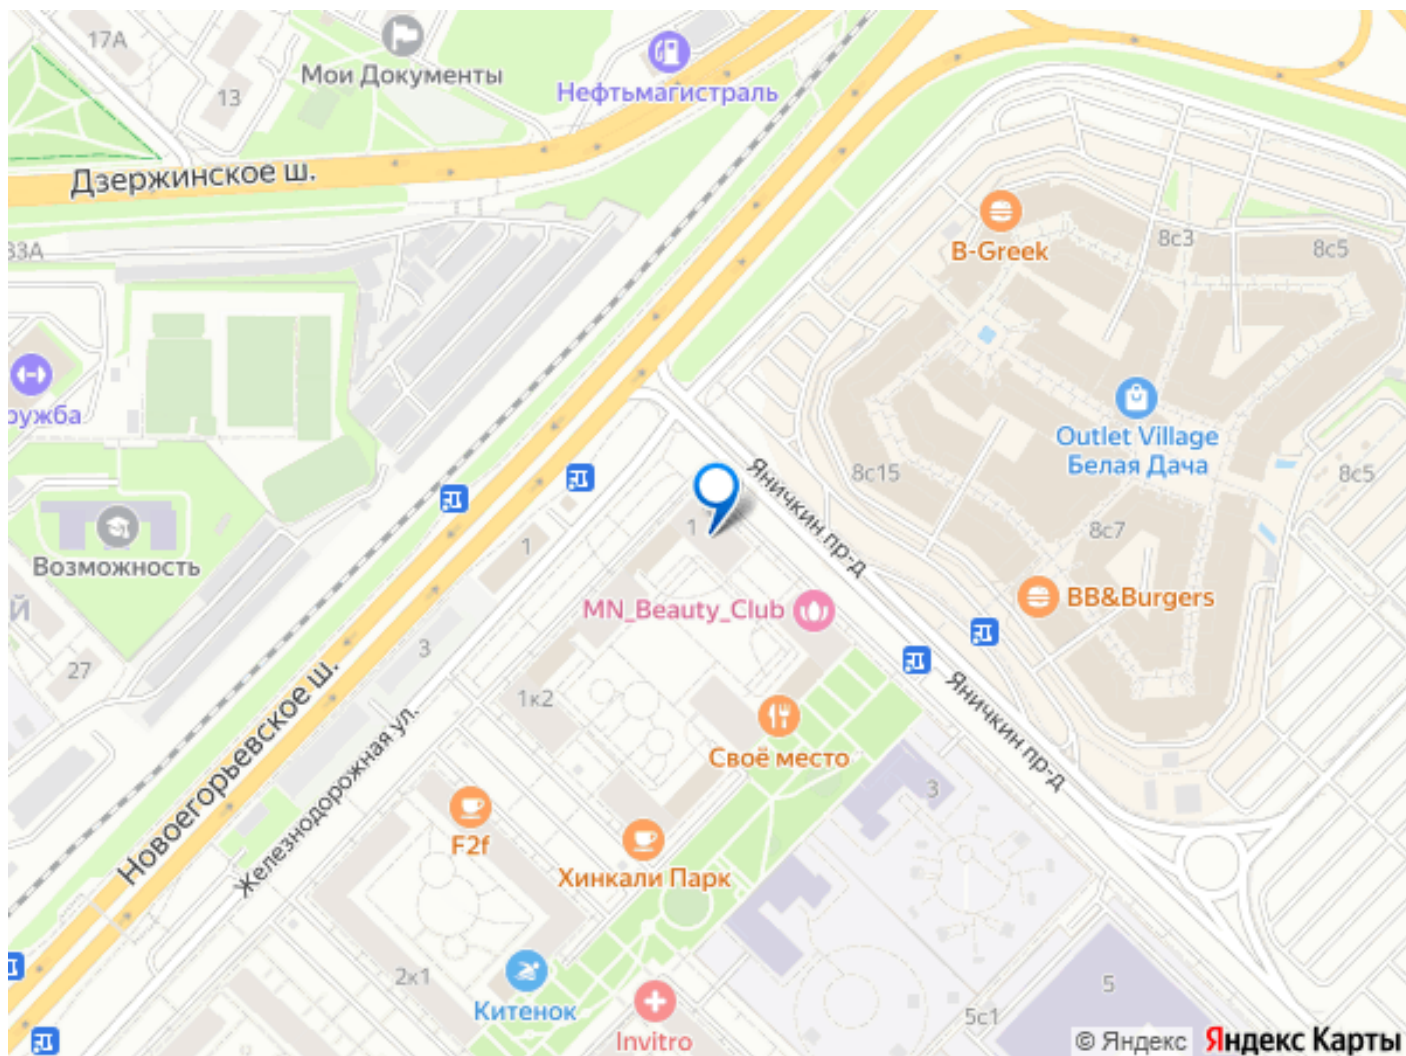 17А
Мои Документы
13
Нефтьмагистраль
Дзержинское ш.
33А
B-Greek
8с3
8с5
ружба
Outlet Village
Белая Дача
8с15
8с5
Яничкин пр-д
8с7
1
1
Возможность
Й
MN_Beauty_Club
BB&Burgers
3
27
1к2
Яничкин пр-д
Новоегорьевское ш.
Железнодорожная ул.
Своё место
3
F2f
Хинкали Парк
2к1
Китенок
5
5с1
Invitro
© Яндекс Яндекс Карты